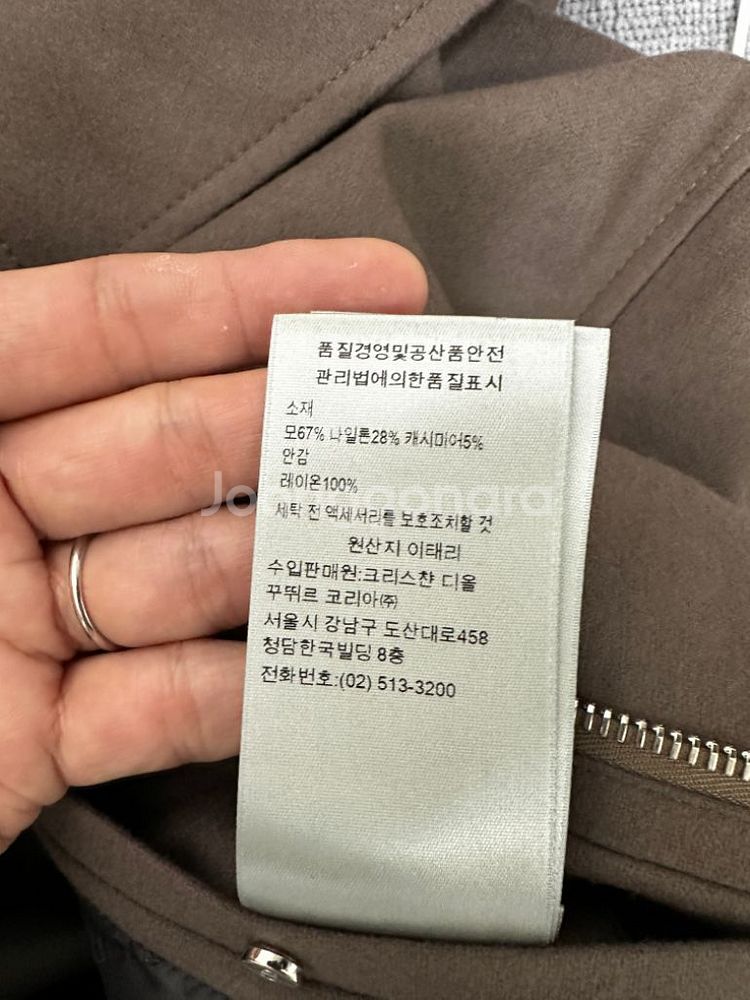 품질경영및공산품안전
관리법에의한품질표시
소재
모67% 나일론28% 캐시미어5%
안감
레이온100%
Joonggonara
세탁 전 액세서리를 보호조치할 것
원산지 이태리
수입판매원:크리스챤 디올
꾸뛰르 코리아㈜
서울시 강남구 도산대로458
청담한국빌딩 8층
전화번호:(02) 513-3200